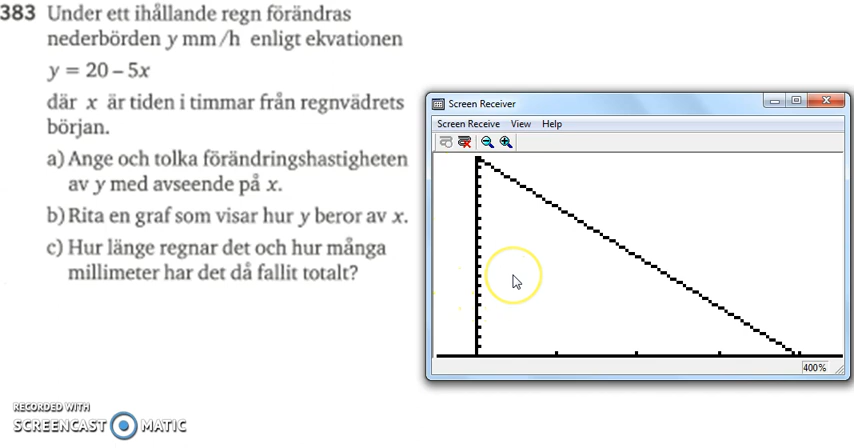 383 Under ett ihållande regn förändras
nederbörden y mm/h enligt ekvationen
y = 20 – 5x
där x är tiden i timmar från regnvädrets
början.
a) Ange och tolka förändringshastigheten
av y med avseende på x.
b) Rita en graf som visar hur y beror av x.
c) Hur länge regnar det och hur många
millimeter har det då fallit totalt?
Screen Receiver
Screen Receive View Help
400%
RECORDED WITH
SCREENCAST MATIC